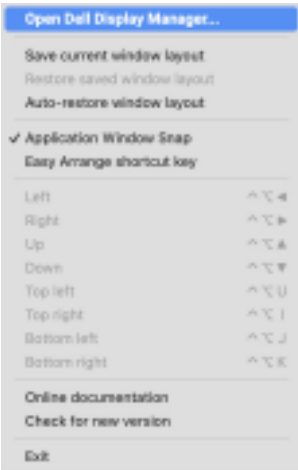 Open Dell Display Manager...
Save current window layout
Restore saved window layout
Auto-restore window layout
✓ Application Window Snap
Easy Arrange shortcut key
Left ^⌥◀
Right ^⌥▶
Up ^⌥▲
Down ^⌥▼
Top left ^⌥U
Top right ^⌥I
Bottom left ^⌥J
Bottom right ^⌥K
Online documentation
Check for new version
Exit